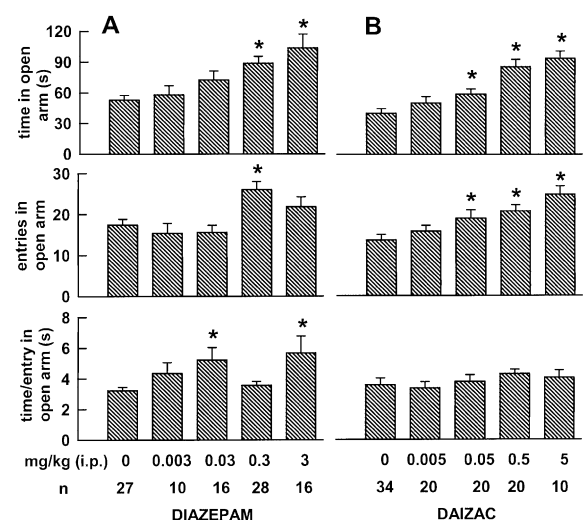 A
B
time in open
arm (s)
120
90
60
30
0
* *
* * *
entries in
open arm
30
20
10
0
*
* * *
time/entry in
open arm (s)
8
6
4
2
0
* *
mg/kg (i.p.) 0 0.003 0.03 0.3 3 0 0.005 0.05 0.5 5
n 27 10 16 28 16 34 20 20 20 10
DIAZEPAM DAIZAC